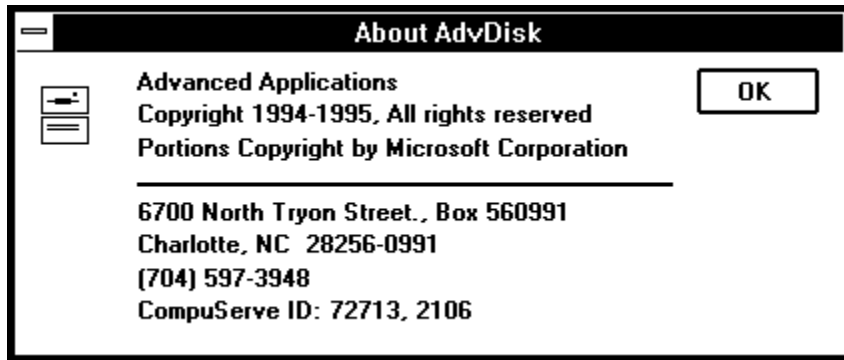 About AdvDisk
Advanced Applications
OK
Copyright 1994-1995, All rights reserved
Portions Copyright by Microsoft Corporation
6700 North Tryon Street., Box 560991
Charlotte, NC  28256-0991
(704) 597-3948
CompuServe ID: 72713, 2106